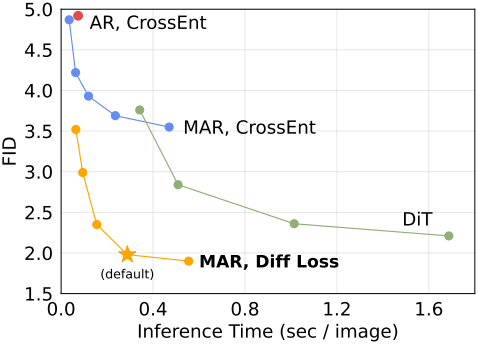 5.0
AR, CrossEnt
4.5
4.0
MAR, CrossEnt
3.5
FID
3.0
2.5
DiT
2.0
MAR, Diff Loss
(default)
1.5
0.0 0.4 0.8 1.2 1.6
Inference Time (sec / image)